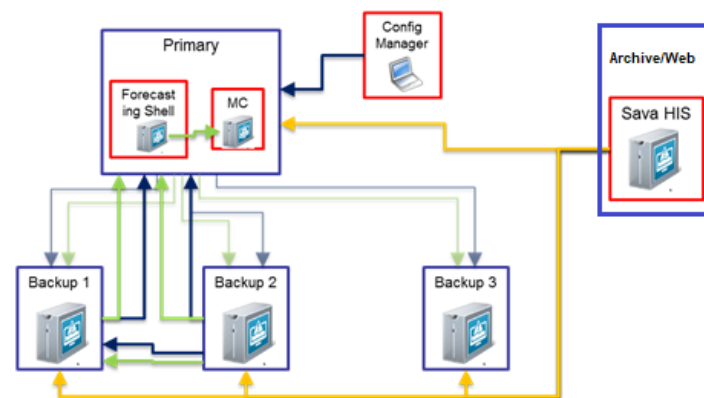 Primary
Config
Manager
Archive/Web
Forecast
ing Shell
MC
Sava HIS
Backup 1
Backup 2
Backup 3